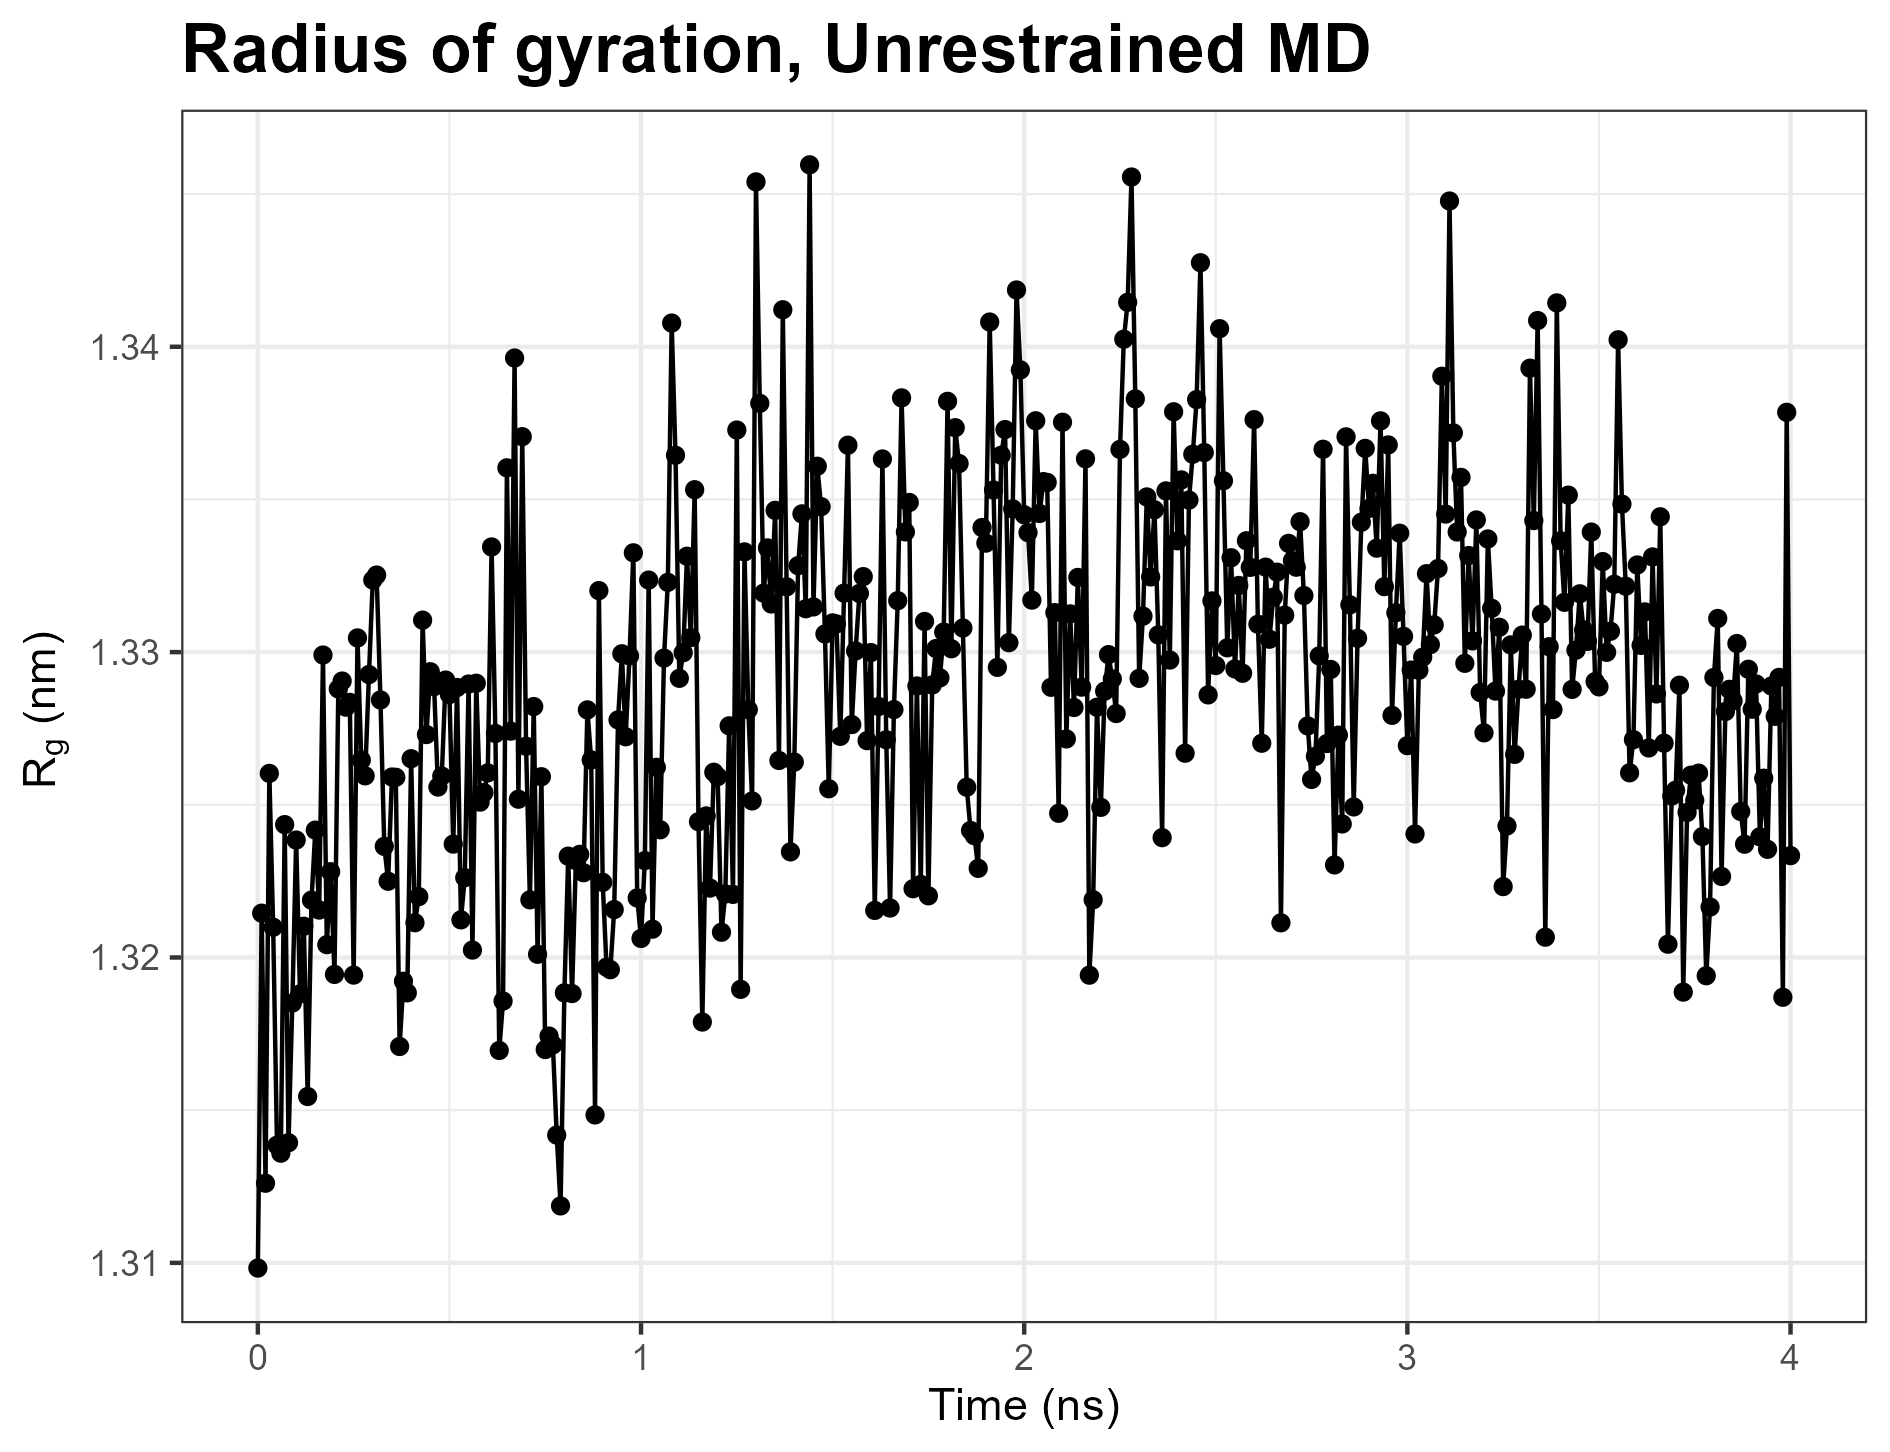 Radius of gyration, Unrestrained MD
Rg (nm)
1.34
1.33
1.32
1.31
0 1 2 3 4
Time (ns)